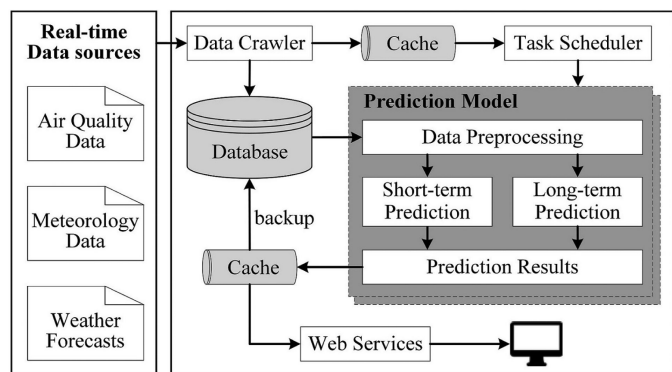 Real-time
Data sources
Air Quality
Data
Meteorology
Data
Weather
Forecasts
Data Crawler
Cache
Task Scheduler
Database
Prediction Model
Data Preprocessing
Short-term
Prediction
Long-term
Prediction
Prediction Results
backup
Cache
Web Services